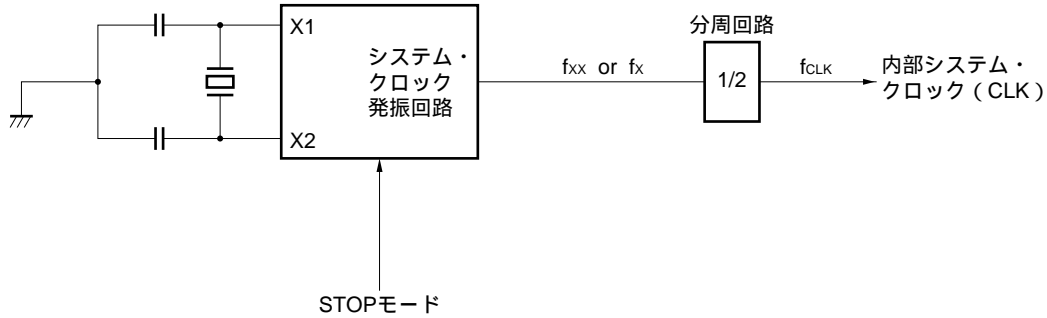 X1
システム・
クロック
発振回路
X2
fXX or fX
分周回路
1/2
fCLK
内部システム・
クロック（CLK）
STOPモード